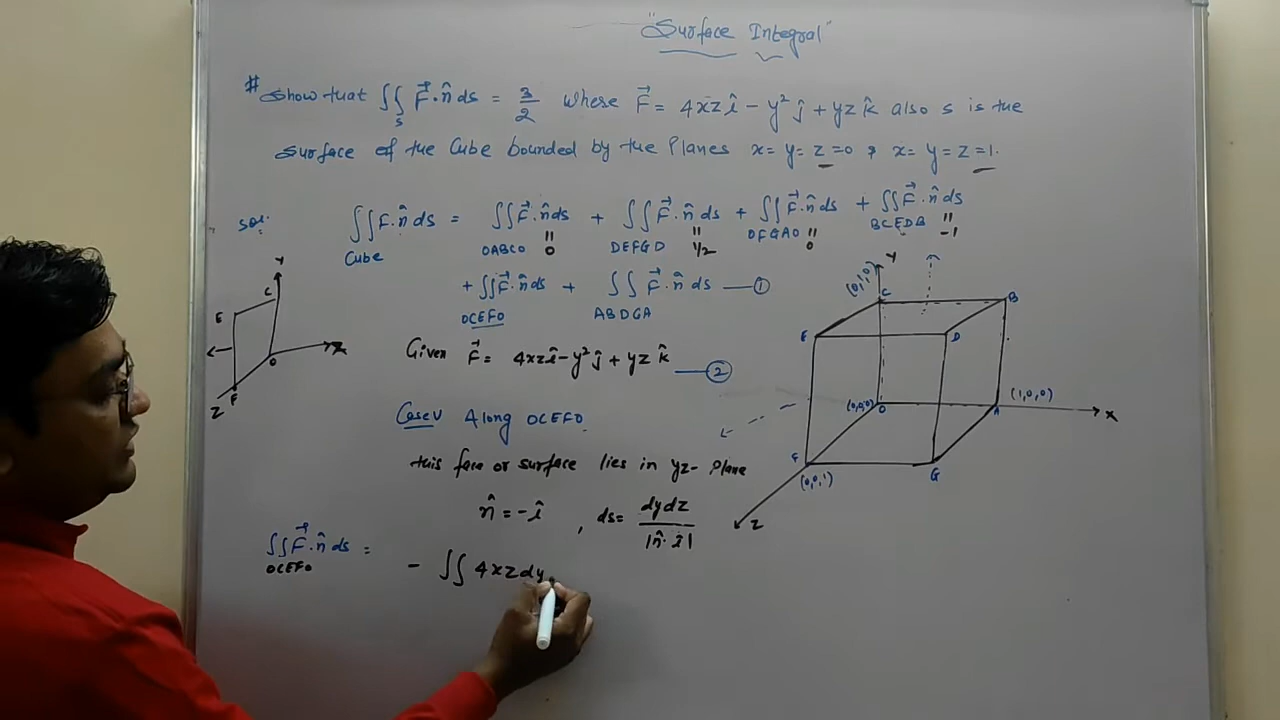 "Surface Integral"
# Show that ∬ₛ F⃗·n̂ ds = 3/2 where F⃗ = 4xz î - y² ĵ + yz k̂ also s is the
surface of the Cube bounded by the Planes x= y= z=0 & x= y= z=1.
Sol:
∬ F·n̂ ds = ∬ F⃗·n̂ ds + ∬ F⃗·n̂ ds + ∬ F⃗·n̂ ds + ∬ F⃗·n̂ ds
Cube OABCO DEFGD OFGAO BCEDB
|| || || ||
0 1/2 0 -1
+ ∬ F⃗·n̂ ds + ∬ F⃗·n̂ ds — ①
OCEFO ABDGA
Given F⃗ = 4xz î - y² ĵ + yz k̂ — ②
Case V Along OCEFO.
this face or surface lies in yz- Plane
n̂ = -î , ds = dydz / |n̂·î|
∬ F⃗·n̂ ds = - ∬ 4xz dy
OCEFO
Y
C
E
O
F
Z
Y
(0,1,0)
C
B
E
D
(0,0,0)
O
A
(1,0,0)
X
F
(0,0,1)
G
Z